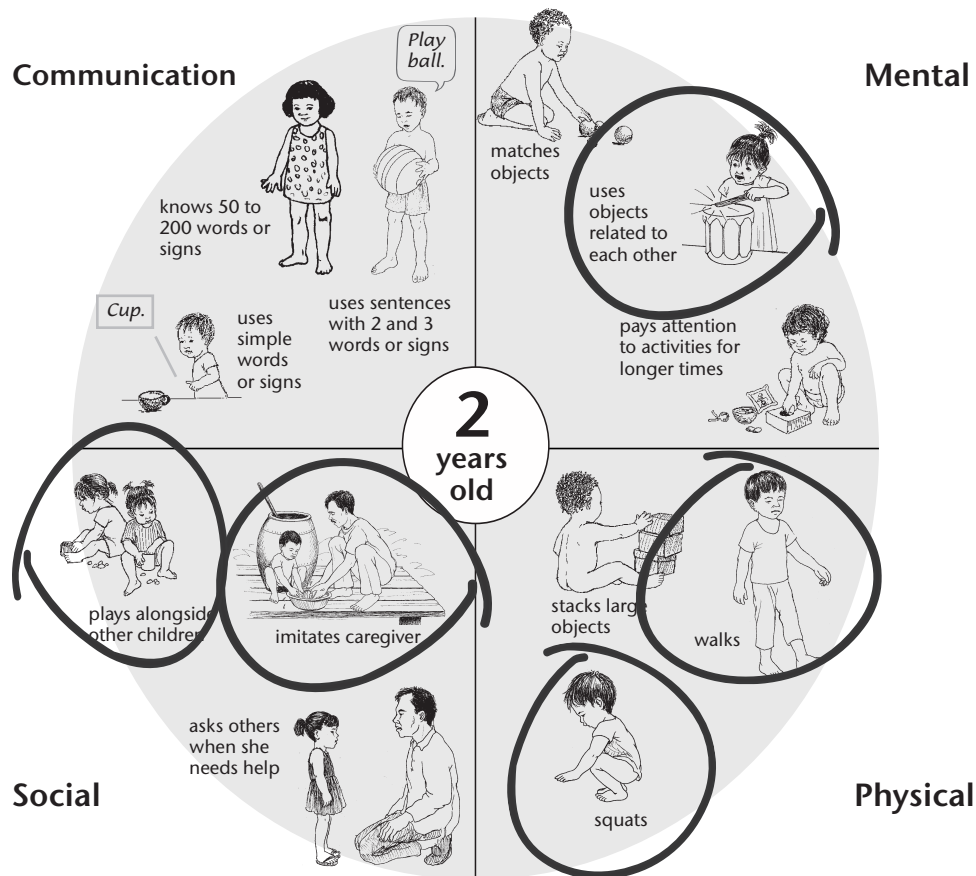 Communication
Mental
Play
ball.
knows 50 to
200 words or
signs
Cup.
uses
simple
words
or signs
uses sentences
with 2 and 3
words or signs
matches
objects
uses
objects
related to
each other
pays attention
to activities for
longer times
2
years
old
plays alongside
other children
imitates caregiver
asks others
when she
needs help
Social
stacks large
objects
walks
squats
Physical